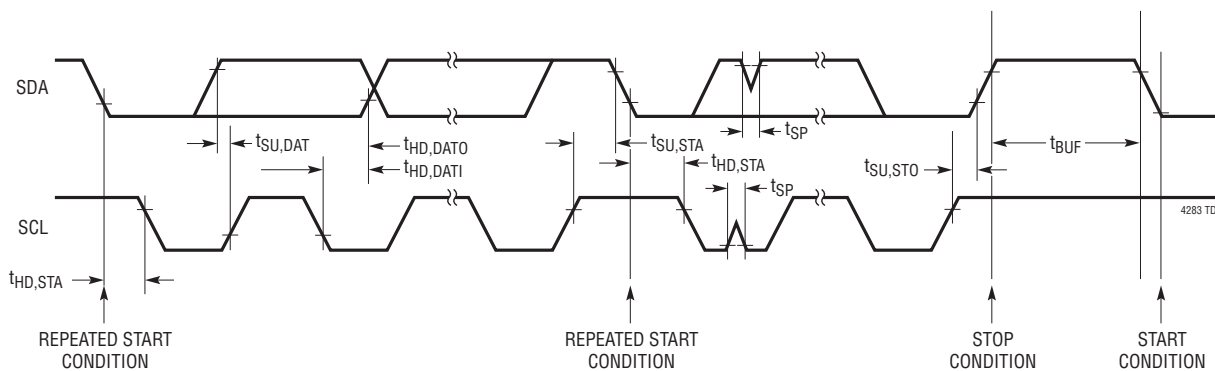 SDA
tSU,DAT
tHD,DATO
tHD,DATI
tSU,STA
tHD,STA
tSP
tSP
tSU,STO
tBUF
SCL
4283 TD
tHD,STA
REPEATED START
CONDITION
REPEATED START
CONDITION
STOP
CONDITION
START
CONDITION